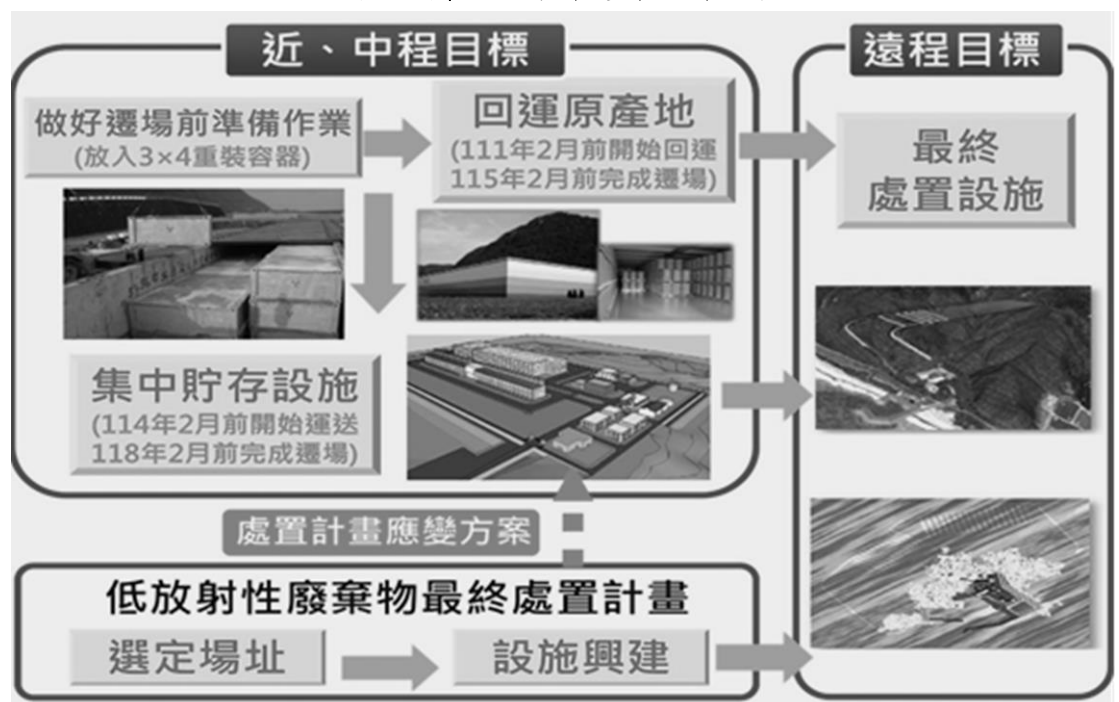 近、中程目標
遠程目標
做好遷場前準備作業
(放入3×4重裝容器)
回運原產地
(111年2月前開始回運
115年2月前完成遷場)
最終
處置設施
集中貯存設施
(114年2月前開始運送
118年2月前完成遷場)
處置計畫應變方案
低放射性廢棄物最終處置計畫
選定場址
設施興建